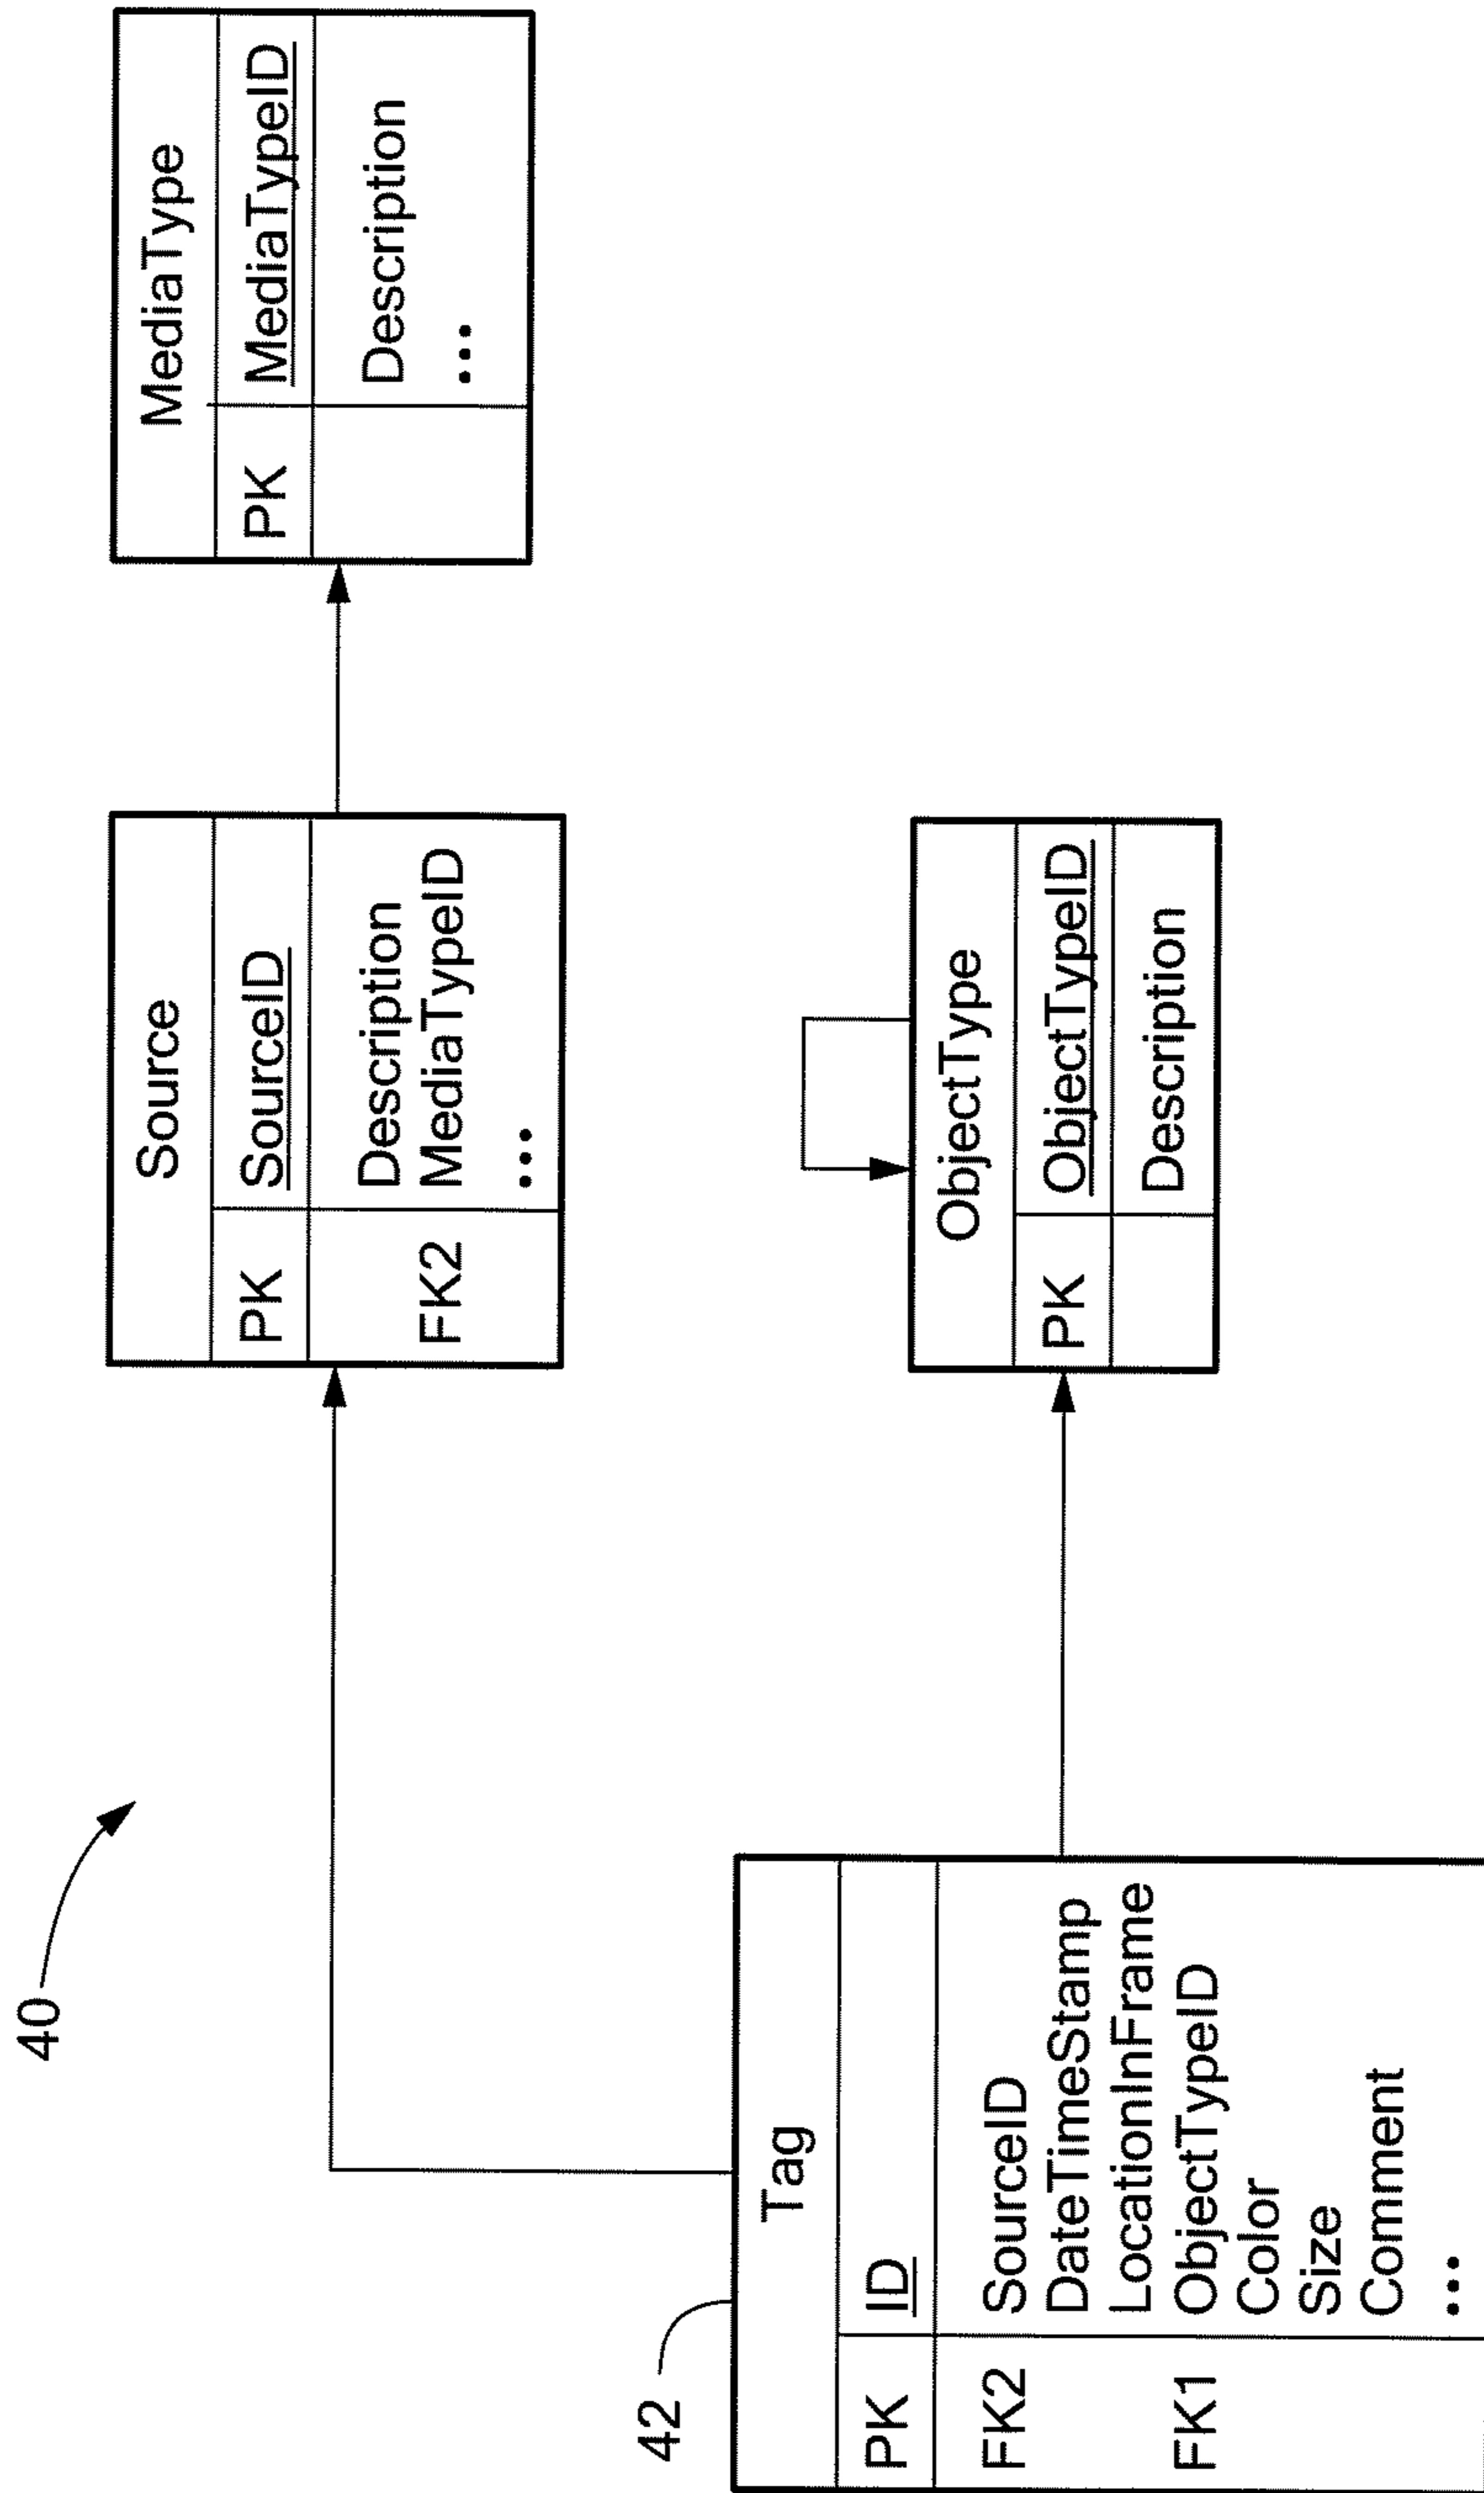 40
42
Tag
PK ID
FK2 SourceID
DateTimeStamp
LocationInFrame
FK1 ObjectTypeID
Color
Size
Comment
...
Source
PK SourceID
Description
FK2 MediaTypeID
...
MediaType
PK MediaTypeID
Description
...
ObjectType
PK ObjectTypeID
Description